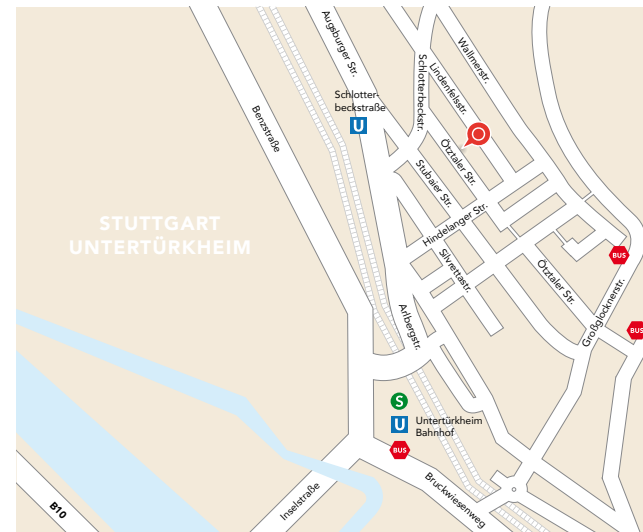 Augsburger Str.
Wallmerstr.
Lindenfelsstr.
Schlotterbeckstr.
Schlotter-
beckstraße
U
Benzstraße
Ötztaler Str.
Stubaier Str.
Hindelanger Str.
STUTTGART
UNTERTÜRKHEIM
Silvrettastr.
Ötztaler Str.
BUS
Großglocknerstr.
Arlbergstr.
BUS
S
U
Untertürkheim
Bahnhof
BUS
Bruckwiesenweg
Inselstraße
B10